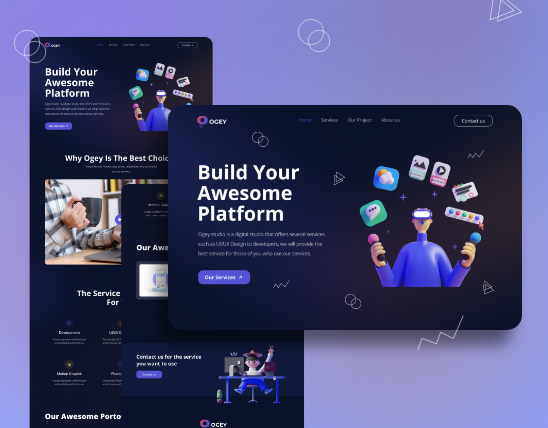 OGEY
Home Services Our Project About us
Contact us
Build Your
Awesome
Platform
Ogey studio is a digital studio that offers several services
such as UI/UX Design to developers, we will provide the
best service for those of you who use our services.
Our Services
OGEY
Build Your
Awesome
Platform
Our Services
Why Ogey Is The Best Choic
Our Awe
The Service
For
Development
UI/UX D
Motion Graphic
Photo
Contact us for the service
you want to use
Contact us
Our Awesome Porto
OGEY